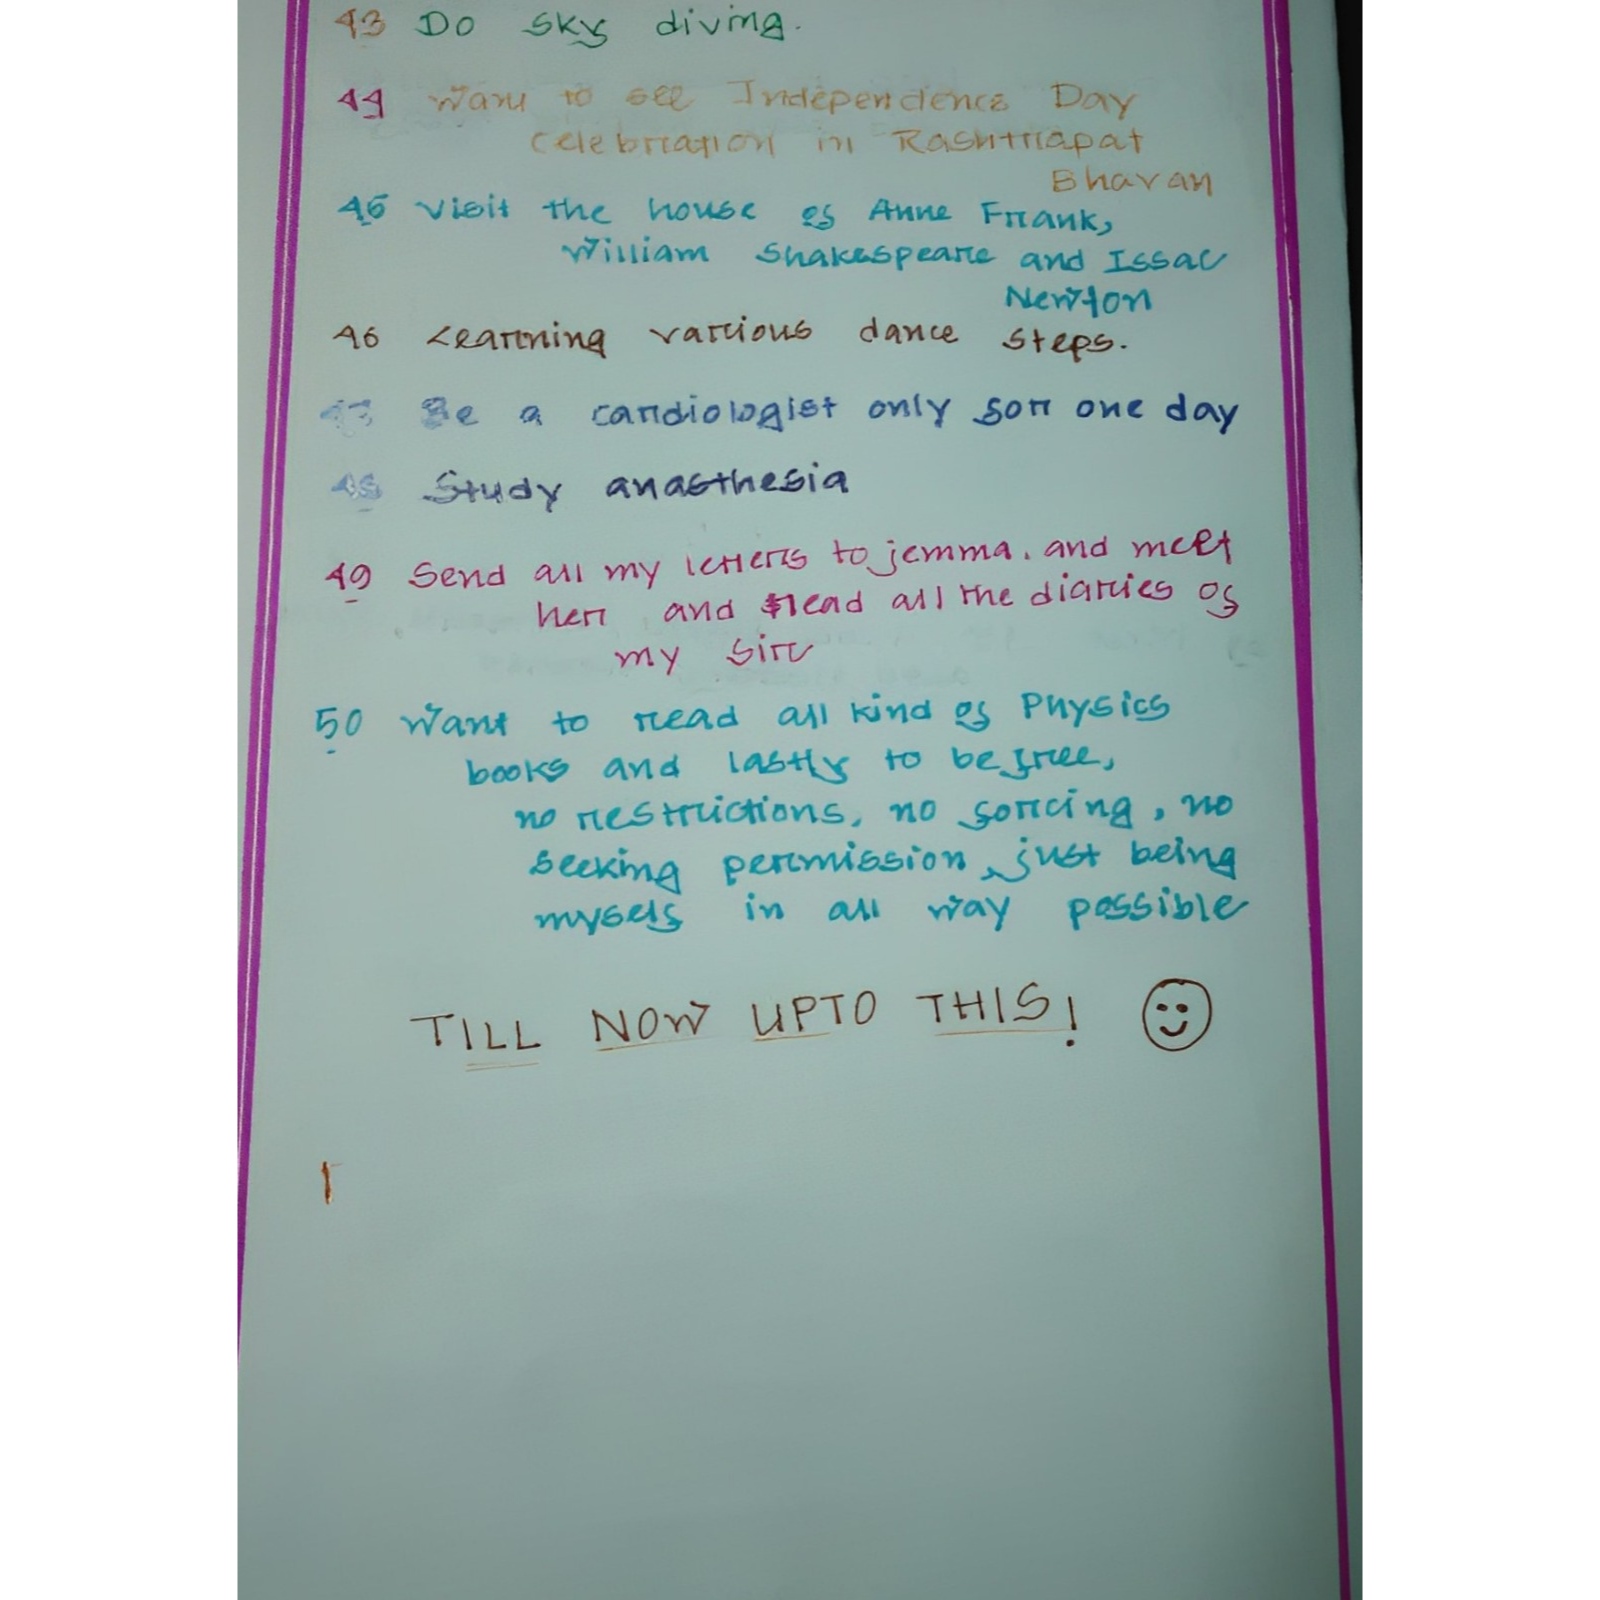 43 Do sky diving.
44 Want to see Independence Day
celebration in Rashtriapat
Bhavan
45 Visit the house of Anne Frank,
William Shakespeare and Issac
Newton
46 Learning various dance steps.
47 Be a cardiologist only for one day
48 Study anasthesia
49 Send all my letters to jemma. and meet
her and read all the diaries of
my sir
50 Want to read all kind of Physics
books and lastly to be free,
no restrictions, no forcing, no
seeking permission, just being
myself in all way possible
TILL NOW UPTO THIS!